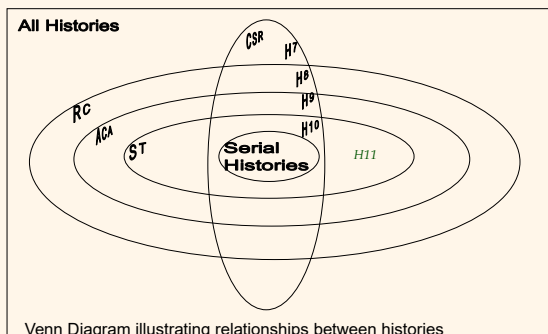 All Histories
CSR
H7
H8
RC
H9
ACA
H10
ST
Serial
Histories
H11
Venn Diagram illustrating relationships between histories